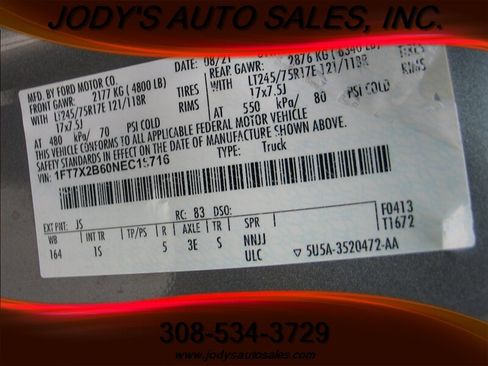 JODY'S AUTO SALES, INC.
MFD. BY FORD MOTOR CO.
DATE: 08/21
FRONT GAWR: 2177 KG ( 4800 LB)
REAR GAWR: 2876 KG ( 6340 LB)
WITH LT245/75R17E 121/118R TIRES
WITH LT245/75R17E 121/118R TIRES
17x7.5J RIMS
17x7.5J RIMS
AT 480 kPa/ 70 PSI COLD
AT 550 kPa/ 80 PSI COLD
THIS VEHICLE CONFORMS TO ALL APPLICABLE FEDERAL MOTOR VEHICLE
SAFETY STANDARDS IN EFFECT ON THE DATE OF MANUFACTURE SHOWN
VIN: 1FT7X2B60NEC15716
TYPE: Truck
EXT PNT: JS RC: 83 DSO:
F0413
T1672
WB INT TR TP/PS R AXLE TR SPR
164 1S 5 3E S NNJJ
ULC
5U5A-3520472-AA
308-534-3729
www.jodysautosales.com